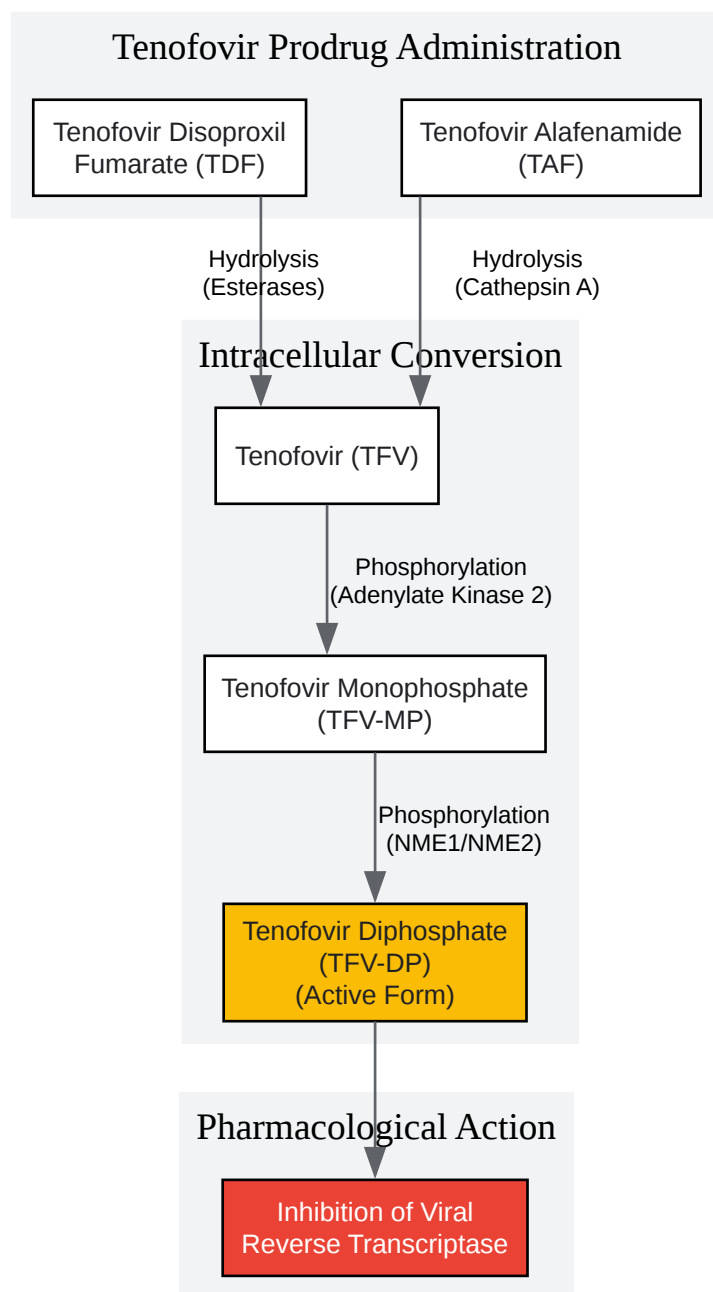 Tenofovir Prodrug Administration
Tenofovir Disoproxil
Fumarate (TDF)
Tenofovir Alafenamide
(TAF)
Hydrolysis
(Esterases)
Hydrolysis
(Cathepsin A)
Intracellular Conversion
Tenofovir (TFV)
Phosphorylation
(Adenylate Kinase 2)
Tenofovir Monophosphate
(TFV-MP)
Phosphorylation
(NME1/NME2)
Tenofovir Diphosphate
(TFV-DP)
(Active Form)
Pharmacological Action
Inhibition of Viral
Reverse Transcriptase